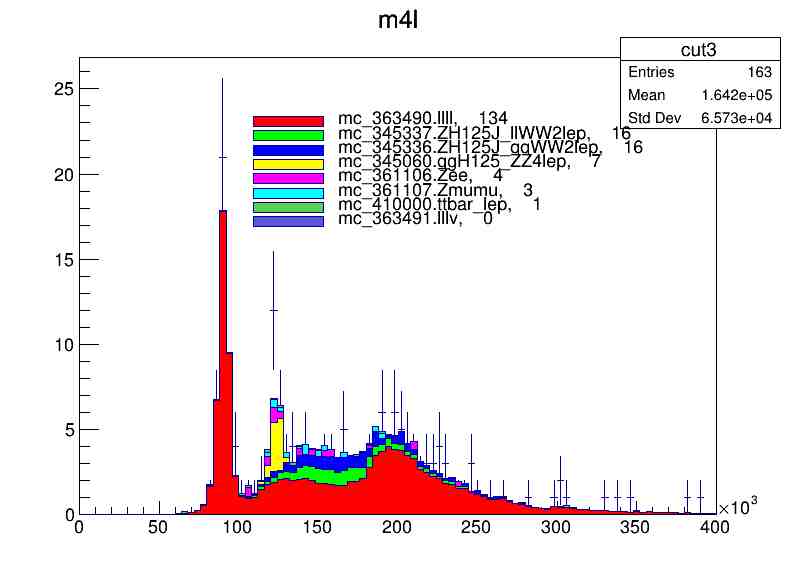 m4l
cut3
Entries 163
Mean 1.642e+05
Std Dev 6.573e+04
mc_363490.llll, 134
mc_345337.ZH125J_llWW2lep, 16
mc_345336.ZH125J_qqWW2lep, 16
mc_345060.ggH125_ZZ4lep, 7
mc_361106.Zee, 4
mc_361107.Zmumu, 3
mc_410000.ttbar_lep, 1
mc_363491.lllv, 0
25
20
15
10
5
0
×10³
0 50 100 150 200 250 300 350 400